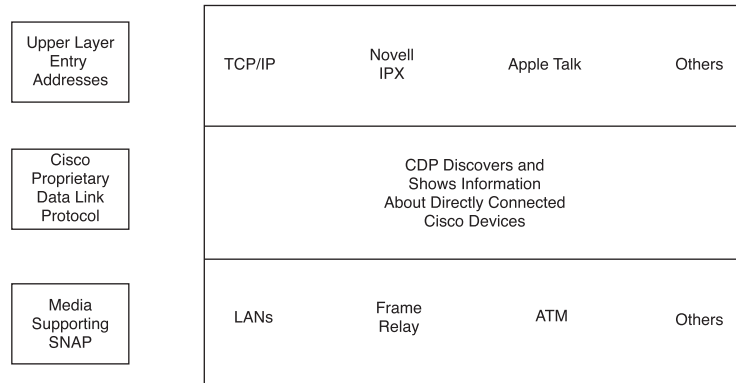 Upper Layer
Entry
Addresses
TCP/IP
Novell
IPX
Apple Talk
Others
Cisco
Proprietary
Data Link
Protocol
CDP Discovers and
Shows Information
About Directly Connected
Cisco Devices
Media
Supporting
SNAP
LANs
Frame
Relay
ATM
Others